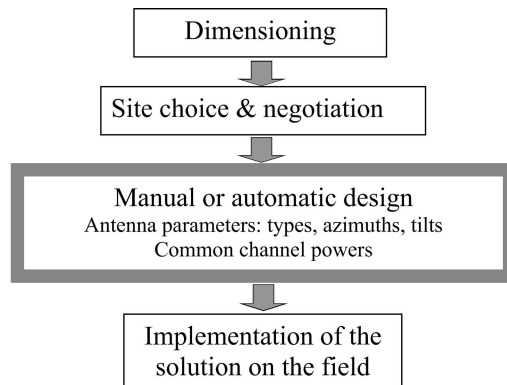 Dimensioning
Site choice & negotiation
Manual or automatic design
Antenna parameters: types, azimuths, tilts
Common channel powers
Implementation of the
solution on the field